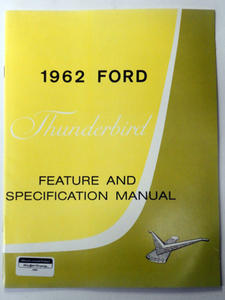 1962 FORD
Thunderbird
FEATURE AND
SPECIFICATION MANUAL